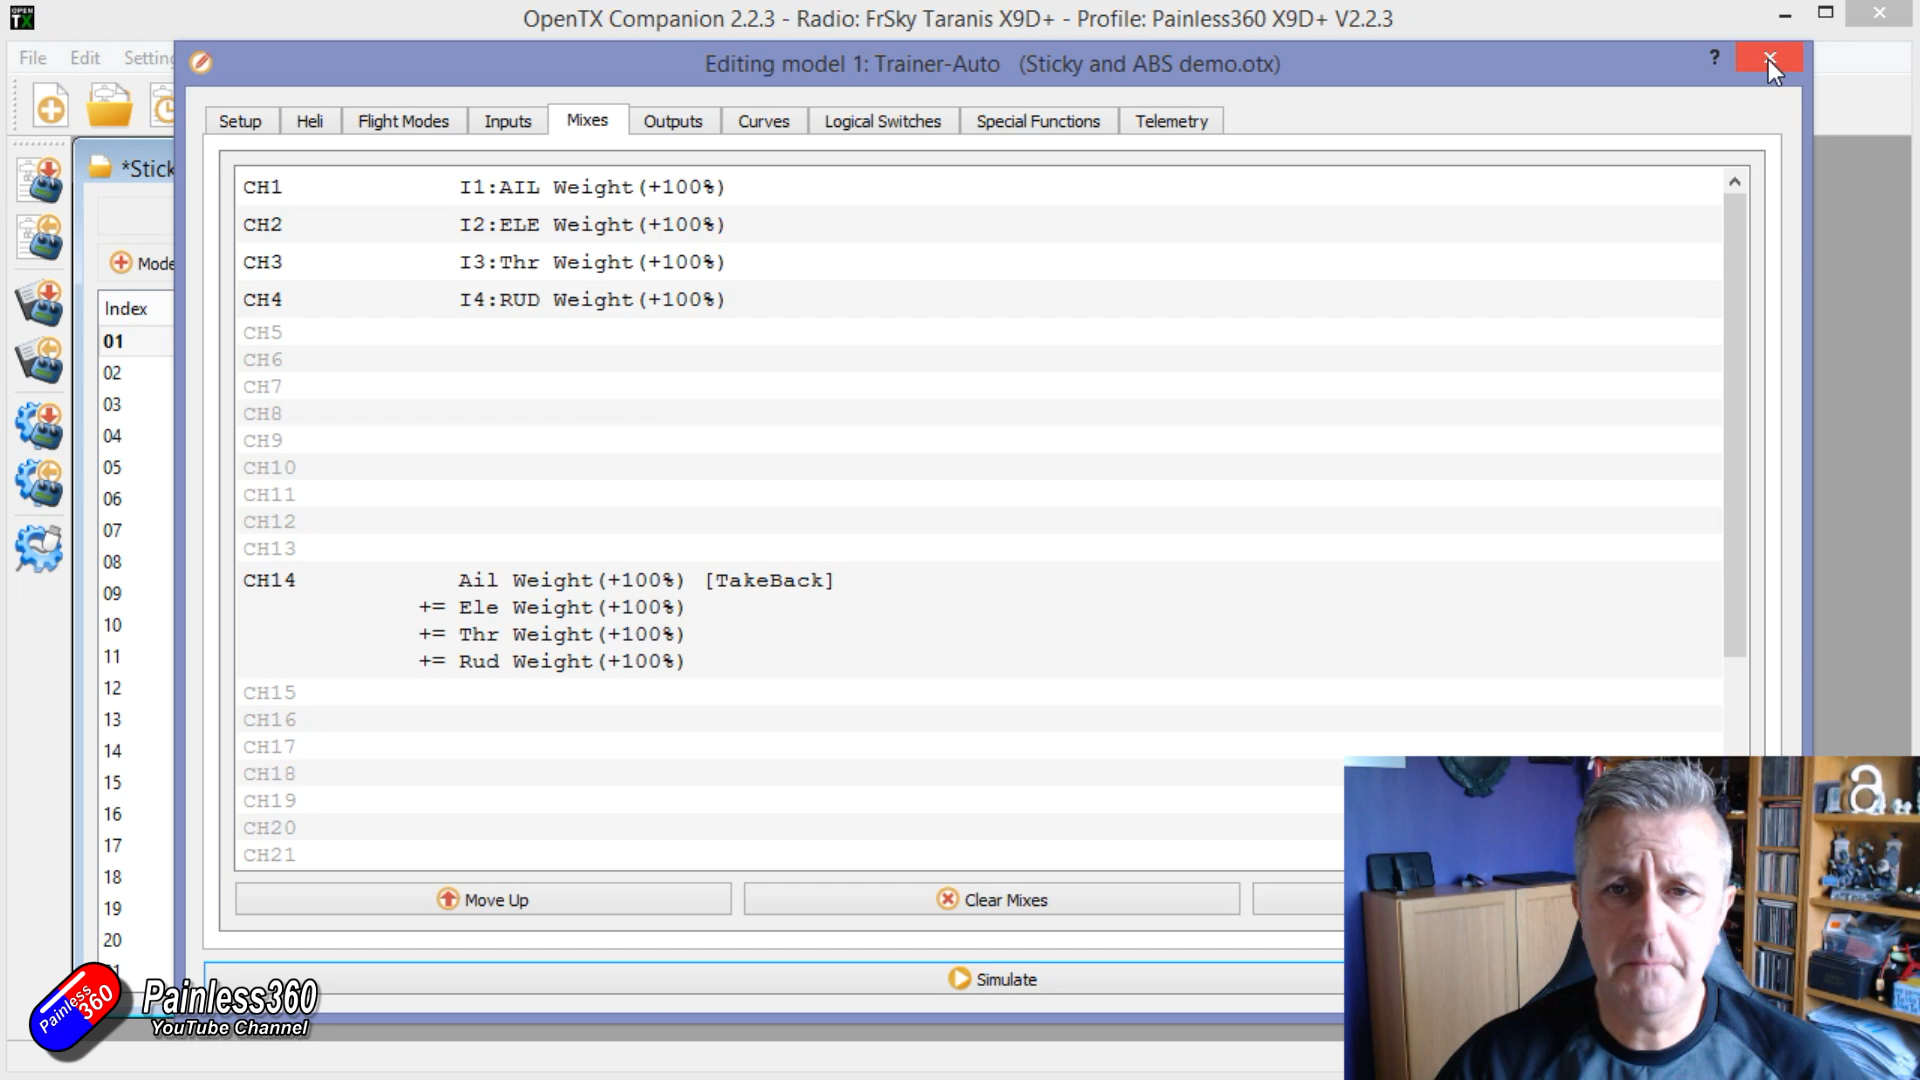 OPEN
TX
OpenTX Companion 2.2.3 - Radio: FrSky Taranis X9D+ - Profile: Painless360 X9D+ V2.2.3
File Edit Setting
Editing model 1: Trainer-Auto (Sticky and ABS demo.otx)
?
Setup Heli Flight Modes Inputs Mixes Outputs Curves Logical Switches Special Functions Telemetry
*Stick
Mode
Index
01
02
03
04
05
06
07
08
09
10
11
12
13
14
15
16
17
18
19
20
CH1 I1:AIL Weight(+100%)
CH2 I2:ELE Weight(+100%)
CH3 I3:Thr Weight(+100%)
CH4 I4:RUD Weight(+100%)
CH5
CH6
CH7
CH8
CH9
CH10
CH11
CH12
CH13
CH14 Ail Weight(+100%) [TakeBack]
+= Ele Weight(+100%)
+= Thr Weight(+100%)
+= Rud Weight(+100%)
CH15
CH16
CH17
CH18
CH19
CH20
CH21
Move Up Clear Mixes
Simulate
Painless
360
Painless360
YouTube Channel
a